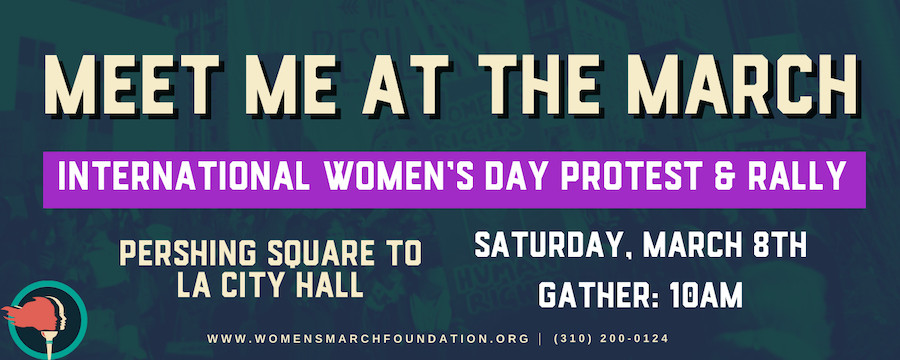 MEET ME AT THE MARCH
INTERNATIONAL WOMEN'S DAY PROTEST & RALLY
PERSHING SQUARE TO
LA CITY HALL
SATURDAY, MARCH 8TH
GATHER: 10AM
WWW.WOMENSMARCHFOUNDATION.ORG | (310) 200-0124